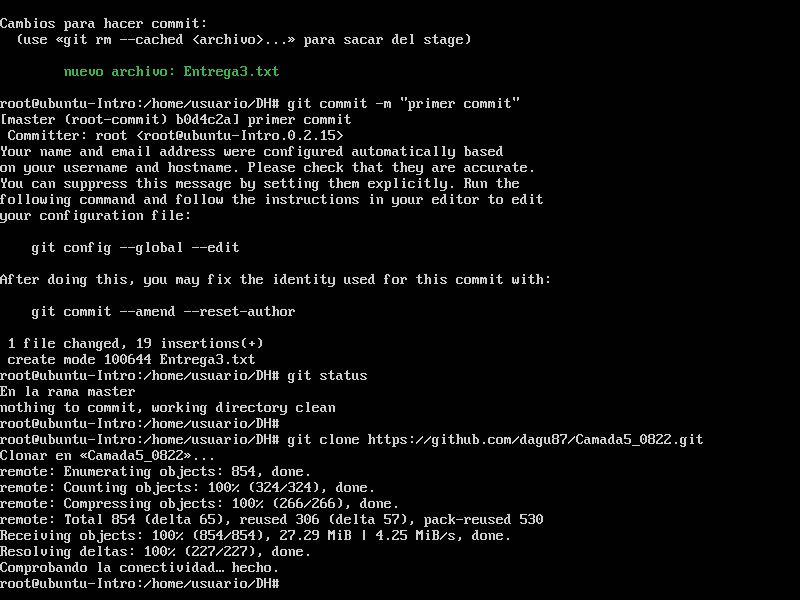 Cambios para hacer commit:
  (use «git rm --cached <archivo>...» para sacar del stage)
        nuevo archivo: Entrega3.txt
root@ubuntu-Intro:/home/usuario/DH# git commit -m "primer commit"
[master (root-commit) b0d4c2a] primer commit
 Committer: root <root@ubuntu-Intro.0.2.15>
Your name and email address were configured automatically based
on your username and hostname. Please check that they are accurate.
You can suppress this message by setting them explicitly. Run the
following command and follow the instructions in your editor to edit
your configuration file:
    git config --global --edit
After doing this, you may fix the identity used for this commit with:
    git commit --amend --reset-author
 1 file changed, 19 insertions(+)
 create mode 100644 Entrega3.txt
root@ubuntu-Intro:/home/usuario/DH# git status
En la rama master
nothing to commit, working directory clean
root@ubuntu-Intro:/home/usuario/DH#
root@ubuntu-Intro:/home/usuario/DH# git clone https://github.com/dagu87/Camada5_0822.git
Clonar en «Camada5_0822»...
remote: Enumerating objects: 854, done.
remote: Counting objects: 100% (324/324), done.
remote: Compressing objects: 100% (266/266), done.
remote: Total 854 (delta 65), reused 306 (delta 57), pack-reused 530
Receiving objects: 100% (854/854), 27.29 MiB | 4.25 MiB/s, done.
Resolving deltas: 100% (227/227), done.
Comprobando la conectividad… hecho.
root@ubuntu-Intro:/home/usuario/DH#